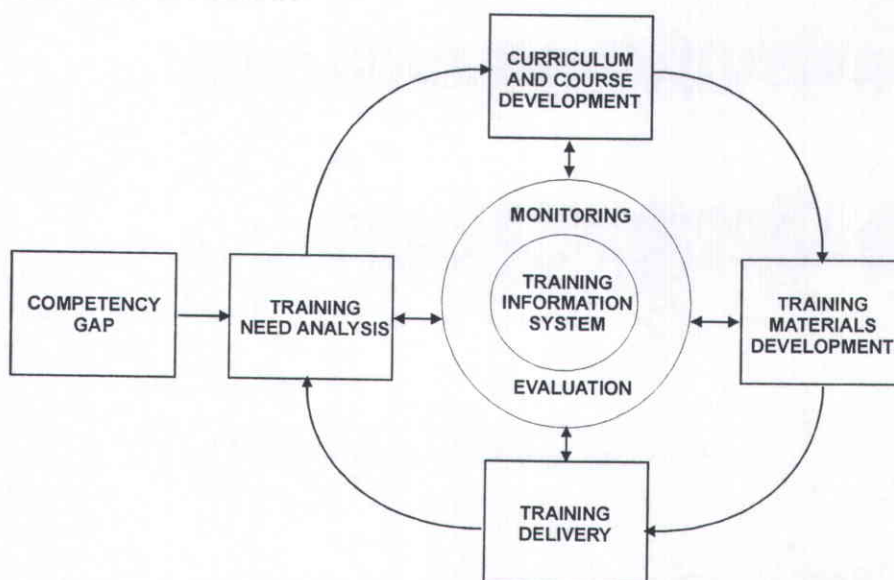 CURRICULUM
AND COURSE
DEVELOPMENT
MONITORING
COMPETENCY
GAP
TRAINING
NEED ANALYSIS
TRAINING
INFORMATION
SYSTEM
TRAINING
MATERIALS
DEVELOPMENT
EVALUATION
TRAINING
DELIVERY